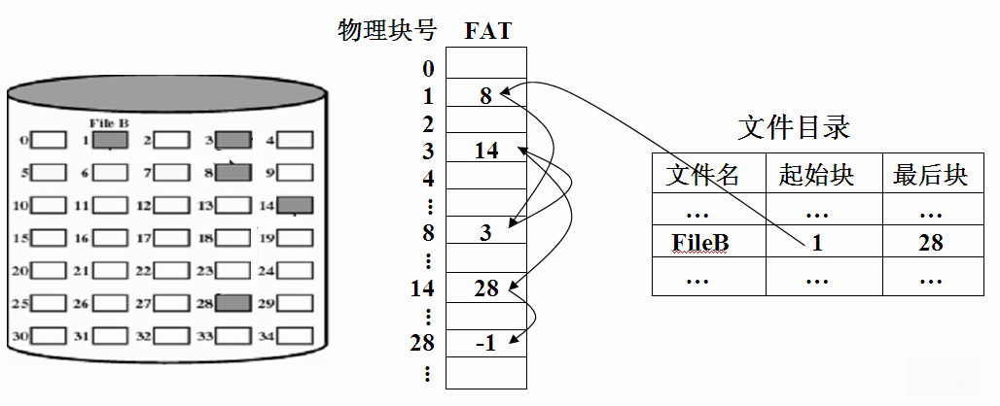 物理块号 FAT
0
1 8
2
3 14
4
⋮
8 3
⋮
14 28
⋮
28 -1
⋮
File B
0 1 2 3 4
5 6 7 8 9
10 11 12 13 14
15 16 17 18 19
20 21 22 23 24
25 26 27 28 29
30 31 32 33 34
文件目录
文件名 起始块 最后块
... ... ...
FileB 1 28
... ... ...